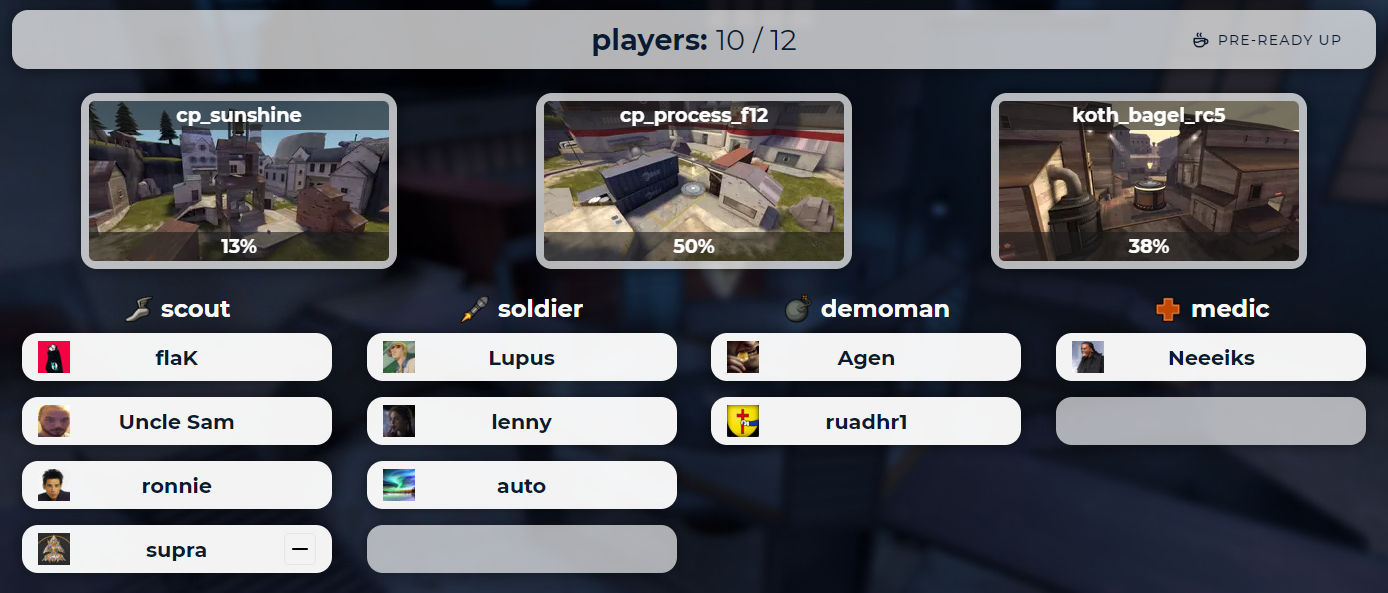 players: 10 / 12
PRE-READY UP
cp_sunshine
13%
cp_process_f12
50%
koth_bagel_rc5
38%
scout
flaK
Uncle Sam
ronnie
supra
soldier
Lupus
lenny
auto
demoman
Agen
ruadhr1
medic
Neeeiks